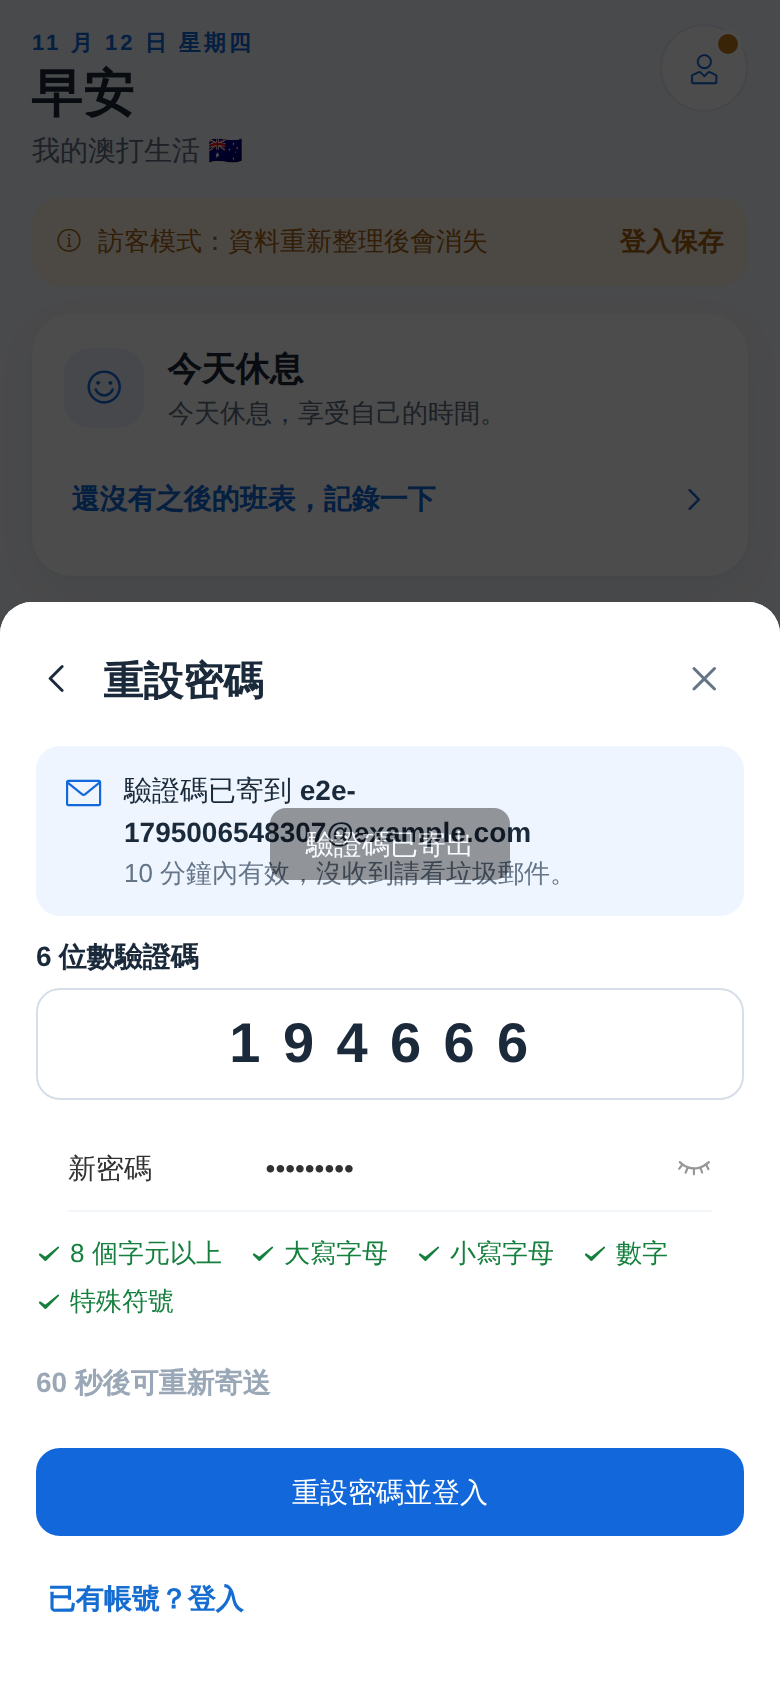 11 月 12 日 星期四
早安
我的澳打生活 🇦🇺
訪客模式：資料重新整理後會消失
登入保存
今天休息
今天休息，享受自己的時間。
還沒有之後的班表，記錄一下
重設密碼
驗證碼已寄到 e2e-
1795006548307@example.com
驗證碼已寄出
10 分鐘內有效，沒收到請看垃圾郵件。
6 位數驗證碼
194666
新密碼 •••••••••
8 個字元以上 大寫字母 小寫字母 數字
特殊符號
60 秒後可重新寄送
重設密碼並登入
已有帳號？登入